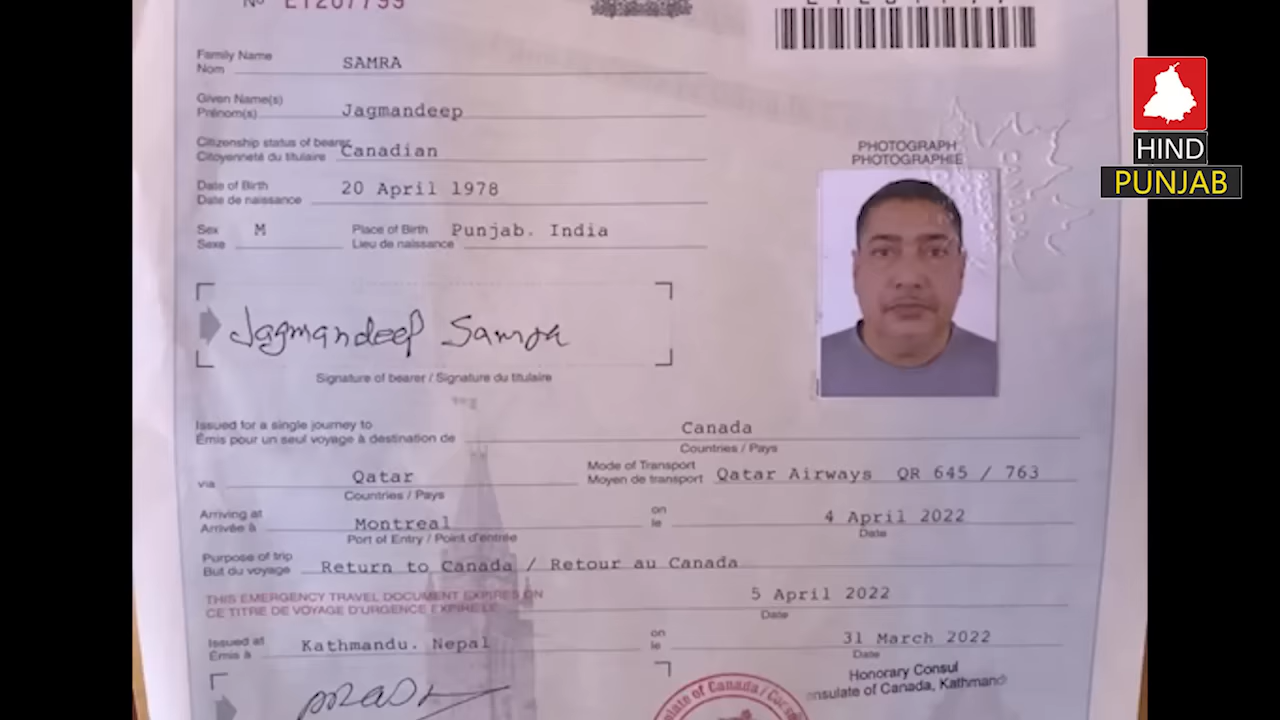 Nº E1267799
Family Name
Nom
SAMRA
Given Name(s)
Prénom(s)
Jagmandeep
Citizenship status of bearer
Citoyenneté du titulaire
Canadian
Date of Birth
Date de naissance
20 April 1978
Sex
Sexe
M
Place of Birth
Lieu de naissance
Punjab. India
PHOTOGRAPH
PHOTOGRAPHIE
HIND
PUNJAB
Jagmandeep Samra
Signature of bearer / Signature du titulaire
Issued for a single journey to
Émis pour un seul voyage à destination de
Canada
Countries / Pays
via
Qatar
Countries / Pays
Mode of Transport
Moyen de transport
Qatar Airways QR 645 / 763
Arriving at
Arrivée à
Montreal
Port of Entry / Point d'entrée
on
le
4 April 2022
Date
Purpose of trip
But du voyage
Return to Canada / Retour au Canada
THIS EMERGENCY TRAVEL DOCUMENT EXPIRES ON
CE TITRE DE VOYAGE D'URGENCE EXPIRE LE
5 April 2022
Date
Issued at
Émis à
Kathmandu. Nepal
on
le
31 March 2022
Date
Honorary Consul
Consulate of Canada, Kathmandu